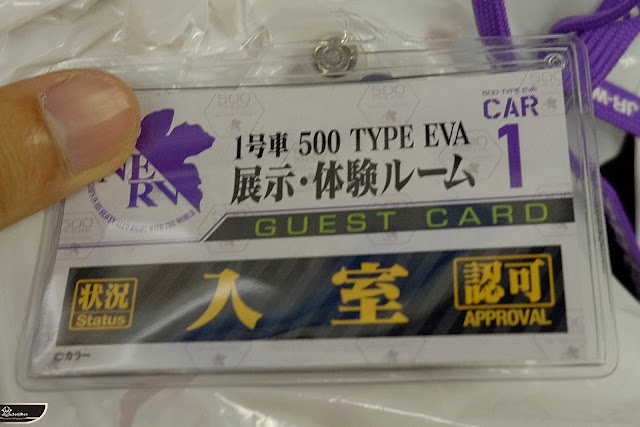 500 TYPE EVA
CAR
1
1号車 500 TYPE EVA
展示・体験ルーム
NERV
GUEST CARD
状況
Status
入室
認可
APPROVAL
©カラー